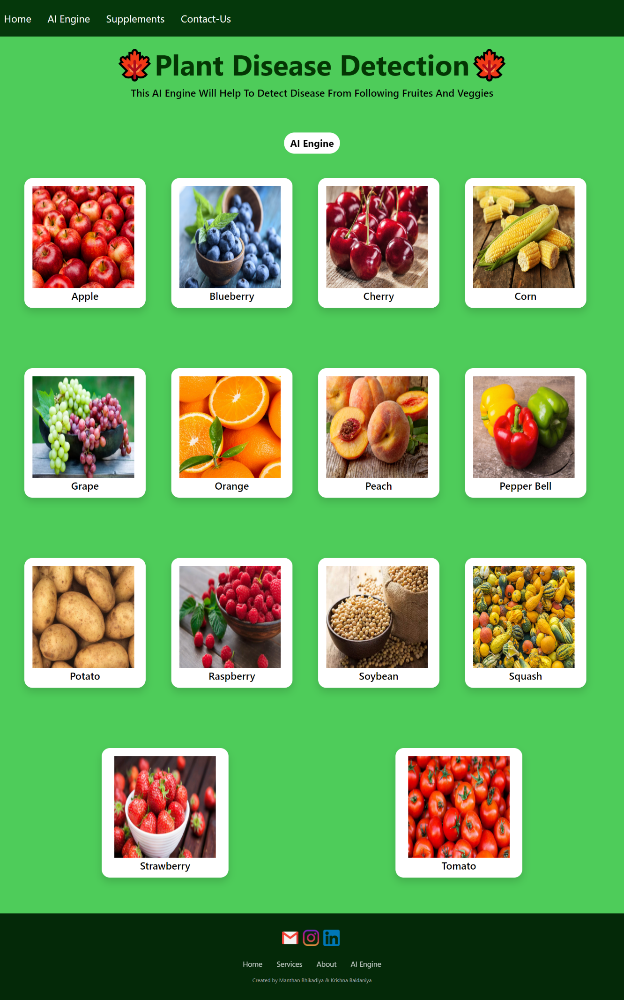 Home AI Engine Supplements Contact-Us
Plant Disease Detection
This AI Engine Will Help To Detect Disease From Following Fruites And Veggies
AI Engine
Apple Blueberry Cherry Corn
Grape Orange Peach Pepper Bell
Potato Raspberry Soybean Squash
Strawberry Tomato
in
Home Services About AI Engine
Created by Manthan Bhikadiya & Krishna Baldaniya